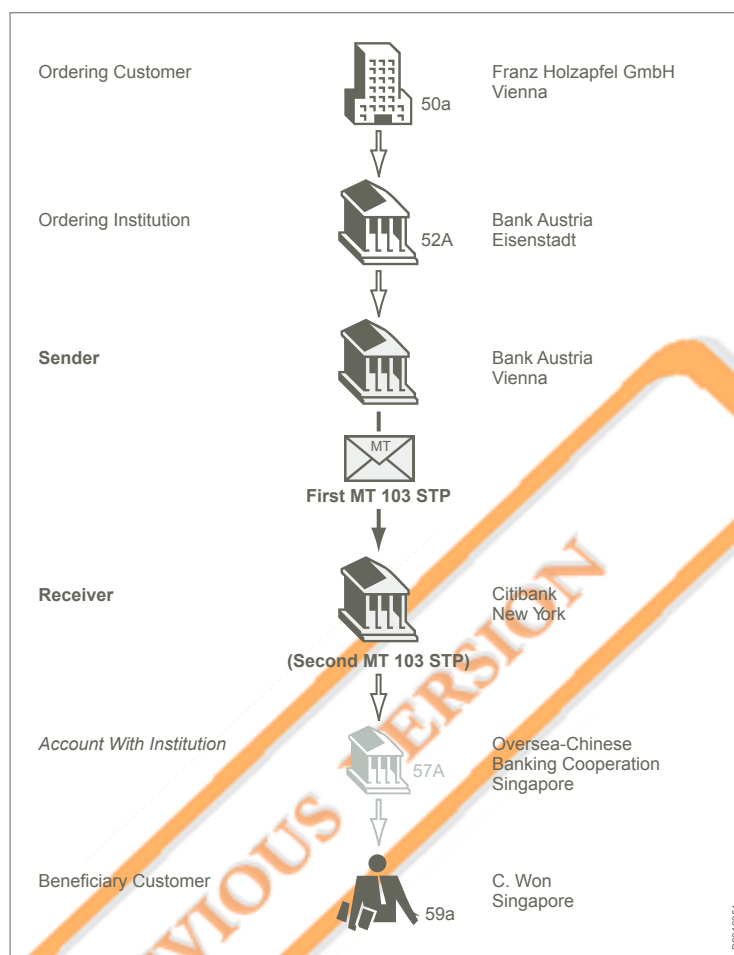 Ordering Customer
50a
Franz Holzapfel GmbH
Vienna
Ordering Institution
52A
Bank Austria
Eisenstadt
Sender
Bank Austria
Vienna
MT
First MT 103 STP
Receiver
Citibank
New York
(Second MT 103 STP)
Account With Institution
57A
Oversea-Chinese
Banking Cooperation
Singapore
Beneficiary Customer
59a
C. Won
Singapore
VIOUS VERSION